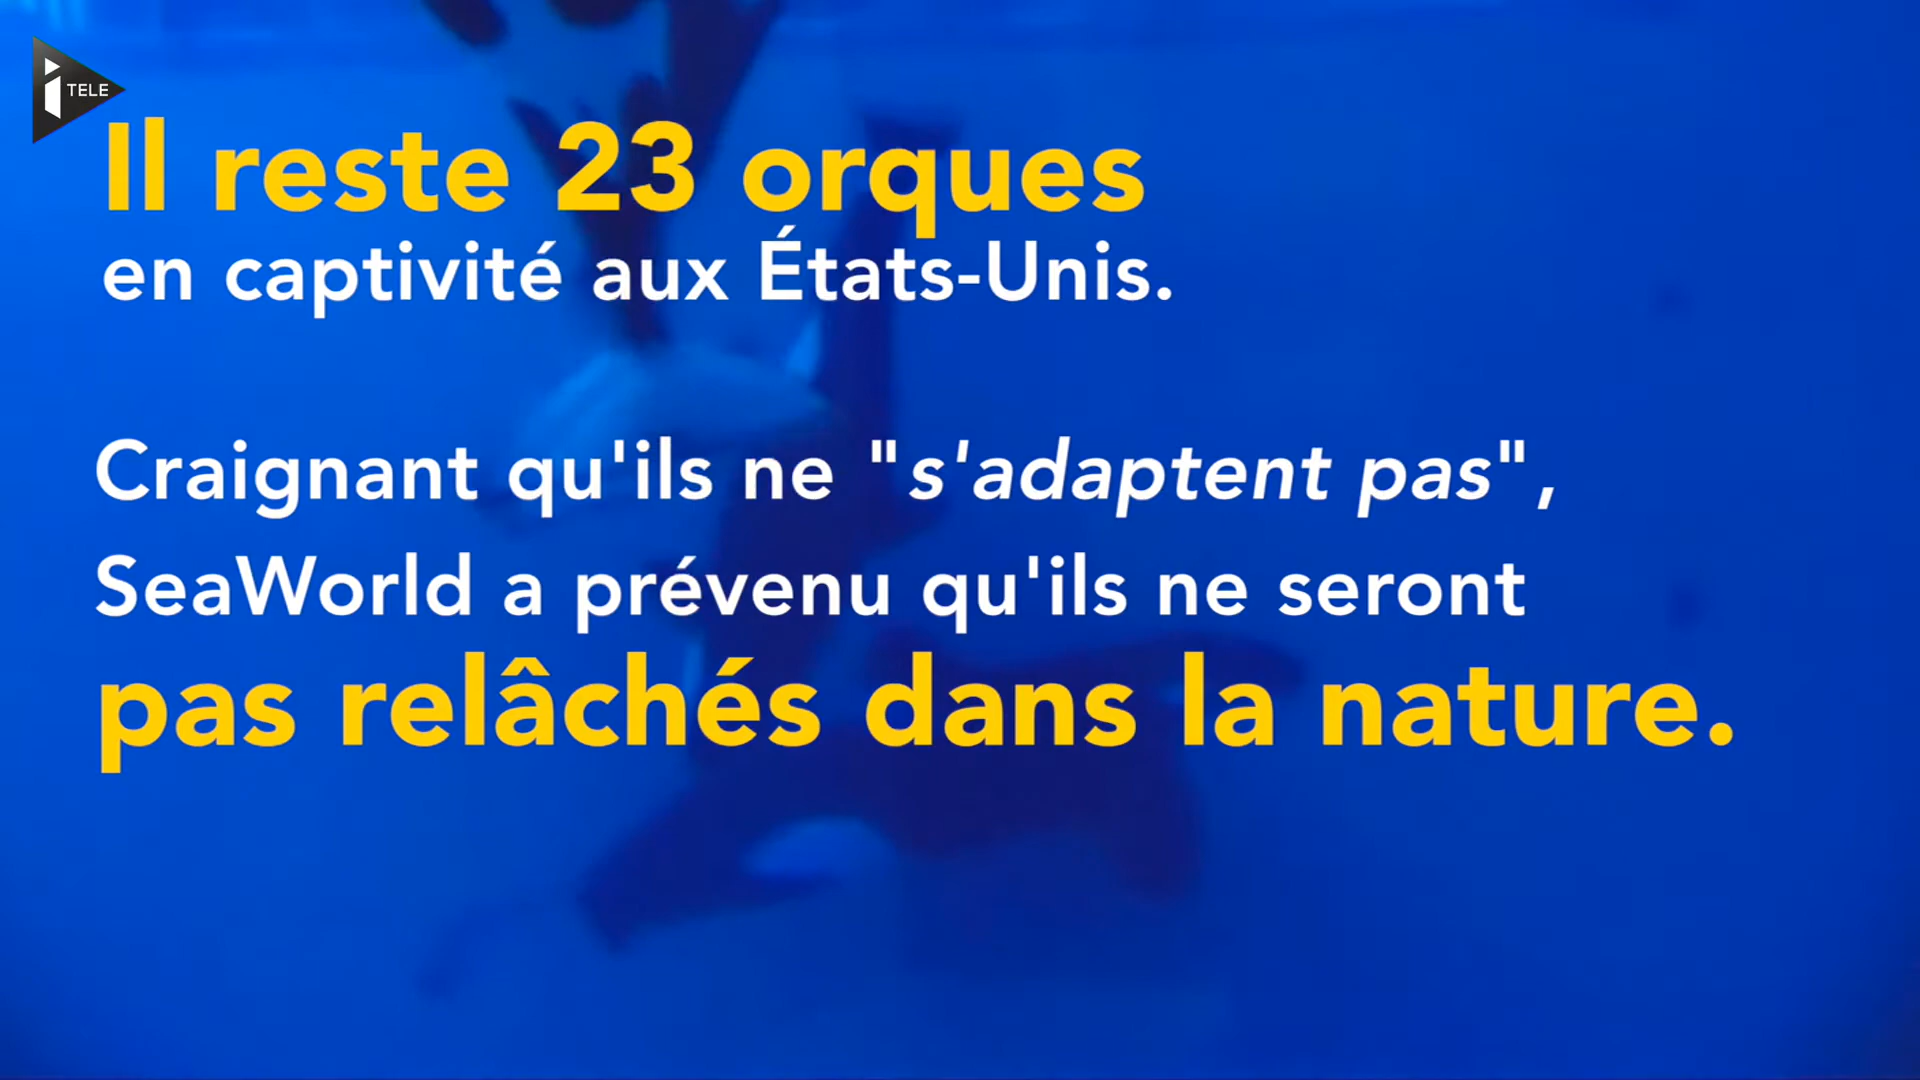 iTELE
Il reste 23 orques
en captivité aux États-Unis.
Craignant qu'ils ne "s'adaptent pas",
SeaWorld a prévenu qu'ils ne seront
pas relâchés dans la nature.